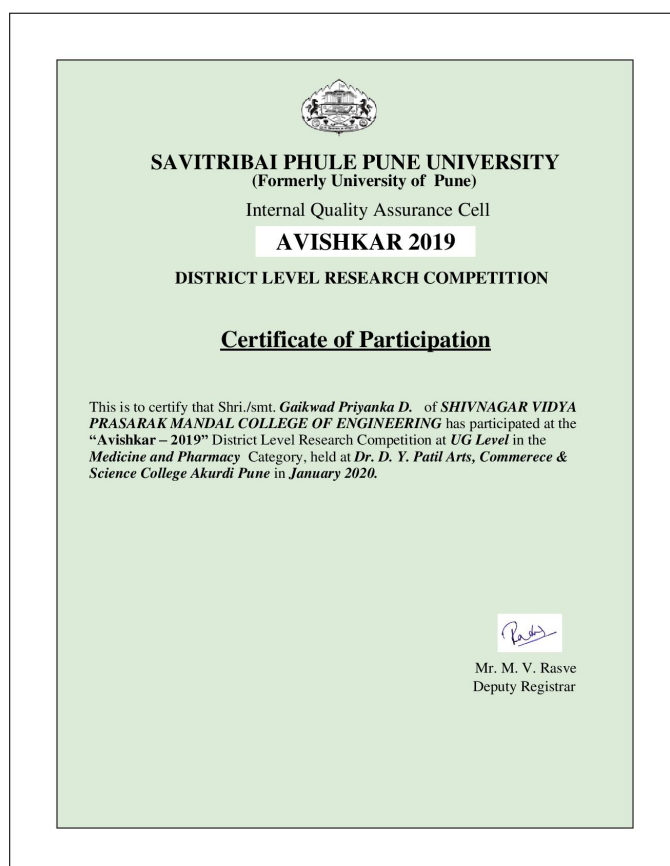 SAVITRIBAI PHULE PUNE UNIVERSITY
(Formerly University of Pune)
Internal Quality Assurance Cell
AVISHKAR 2019
DISTRICT LEVEL RESEARCH COMPETITION
Certificate of Participation
This is to certify that Shri./smt. Gaikwad Priyanka D. of SHIVNAGAR VIDYA
PRASARAK MANDAL COLLEGE OF ENGINEERING has participated at the
“Avishkar – 2019” District Level Research Competition at UG Level in the
Medicine and Pharmacy Category, held at Dr. D. Y. Patil Arts, Commerece &
Science College Akurdi Pune in January 2020.
Mr. M. V. Rasve
Deputy Registrar